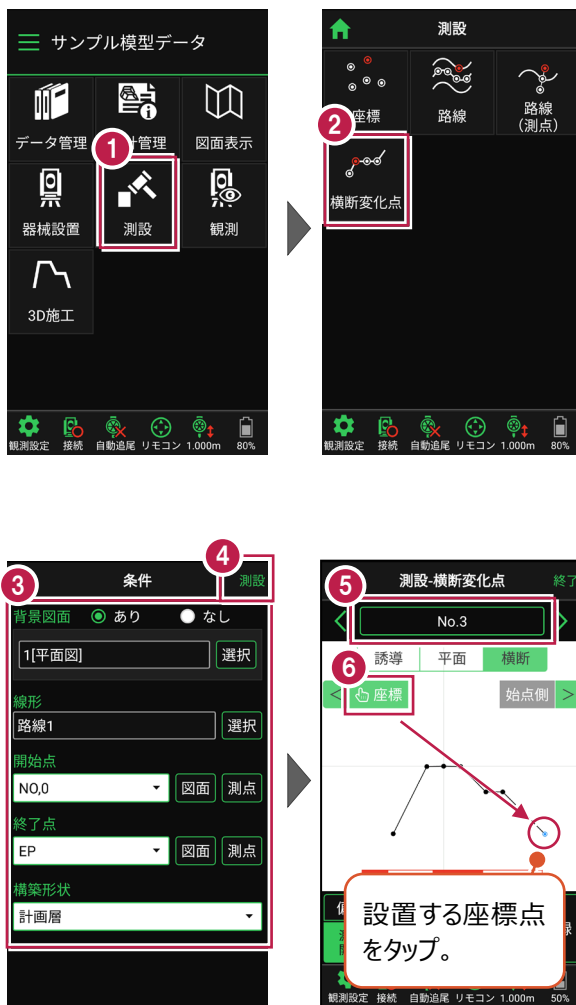 サンプル模型データ
データ管理
計管理
図面表示
1
器械設置
測設
観測
3D施工
観測設定 接続 自動追尾 リモコン 1.000m 80%
測設
座標
路線
路線
(測点)
2
横断変化点
観測設定 接続 自動追尾 リモコン 1.000m 80%
4
3
条件
測設
背景図面 あり なし
1[平面図] 選択
線形
路線1 選択
開始点
NO,0 図面 測点
終了点
EP 図面 測点
構築形状
計画層
5
測設-横断変化点 終了
No.3
6
誘導 平面 横断
< 座標 始点側 >
設置する座標点
をタップ。
観測設定 接続 自動追尾 リモコン 1.000m 50%